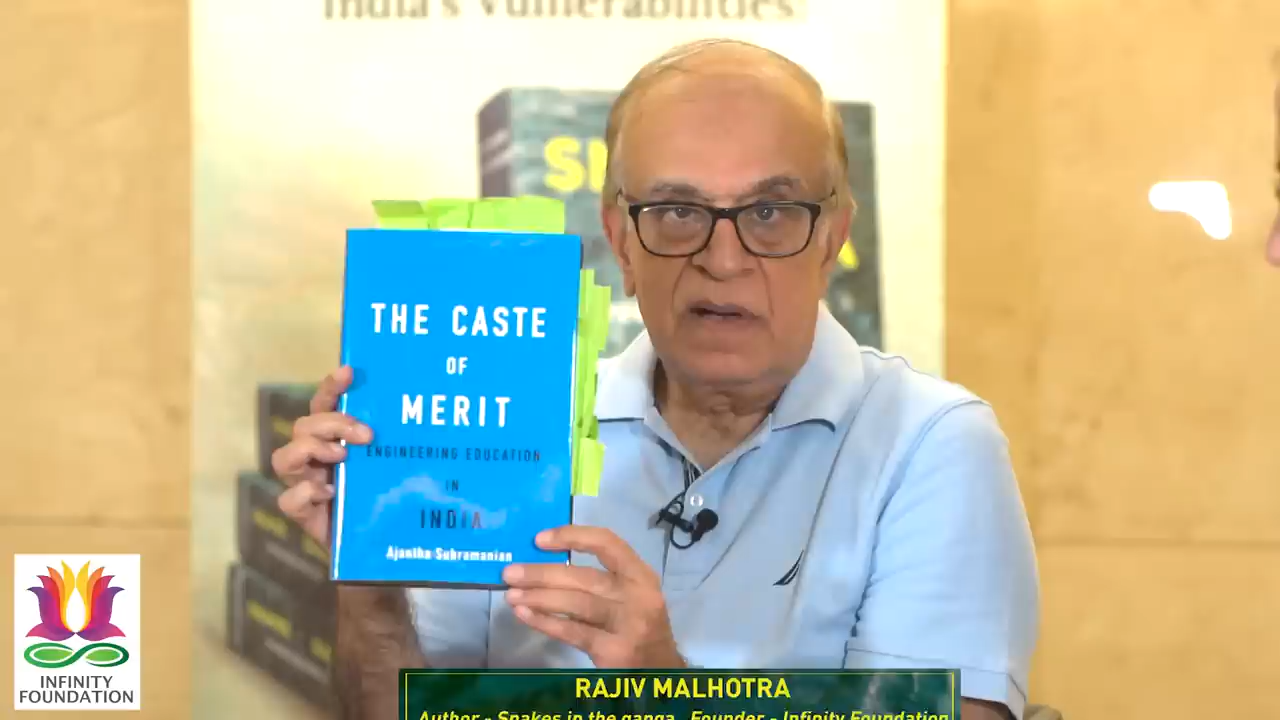 India's Vulnerabilities
THE CASTE
OF
MERIT
ENGINEERING EDUCATION
IN
INDIA
Ajantha Subramanian
INFINITY
FOUNDATION
RAJIV MALHOTRA
Author - Snakes in the ganga, Founder - Infinity Foundation